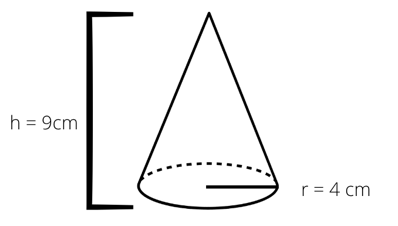 h = 9cm
r = 4 cm